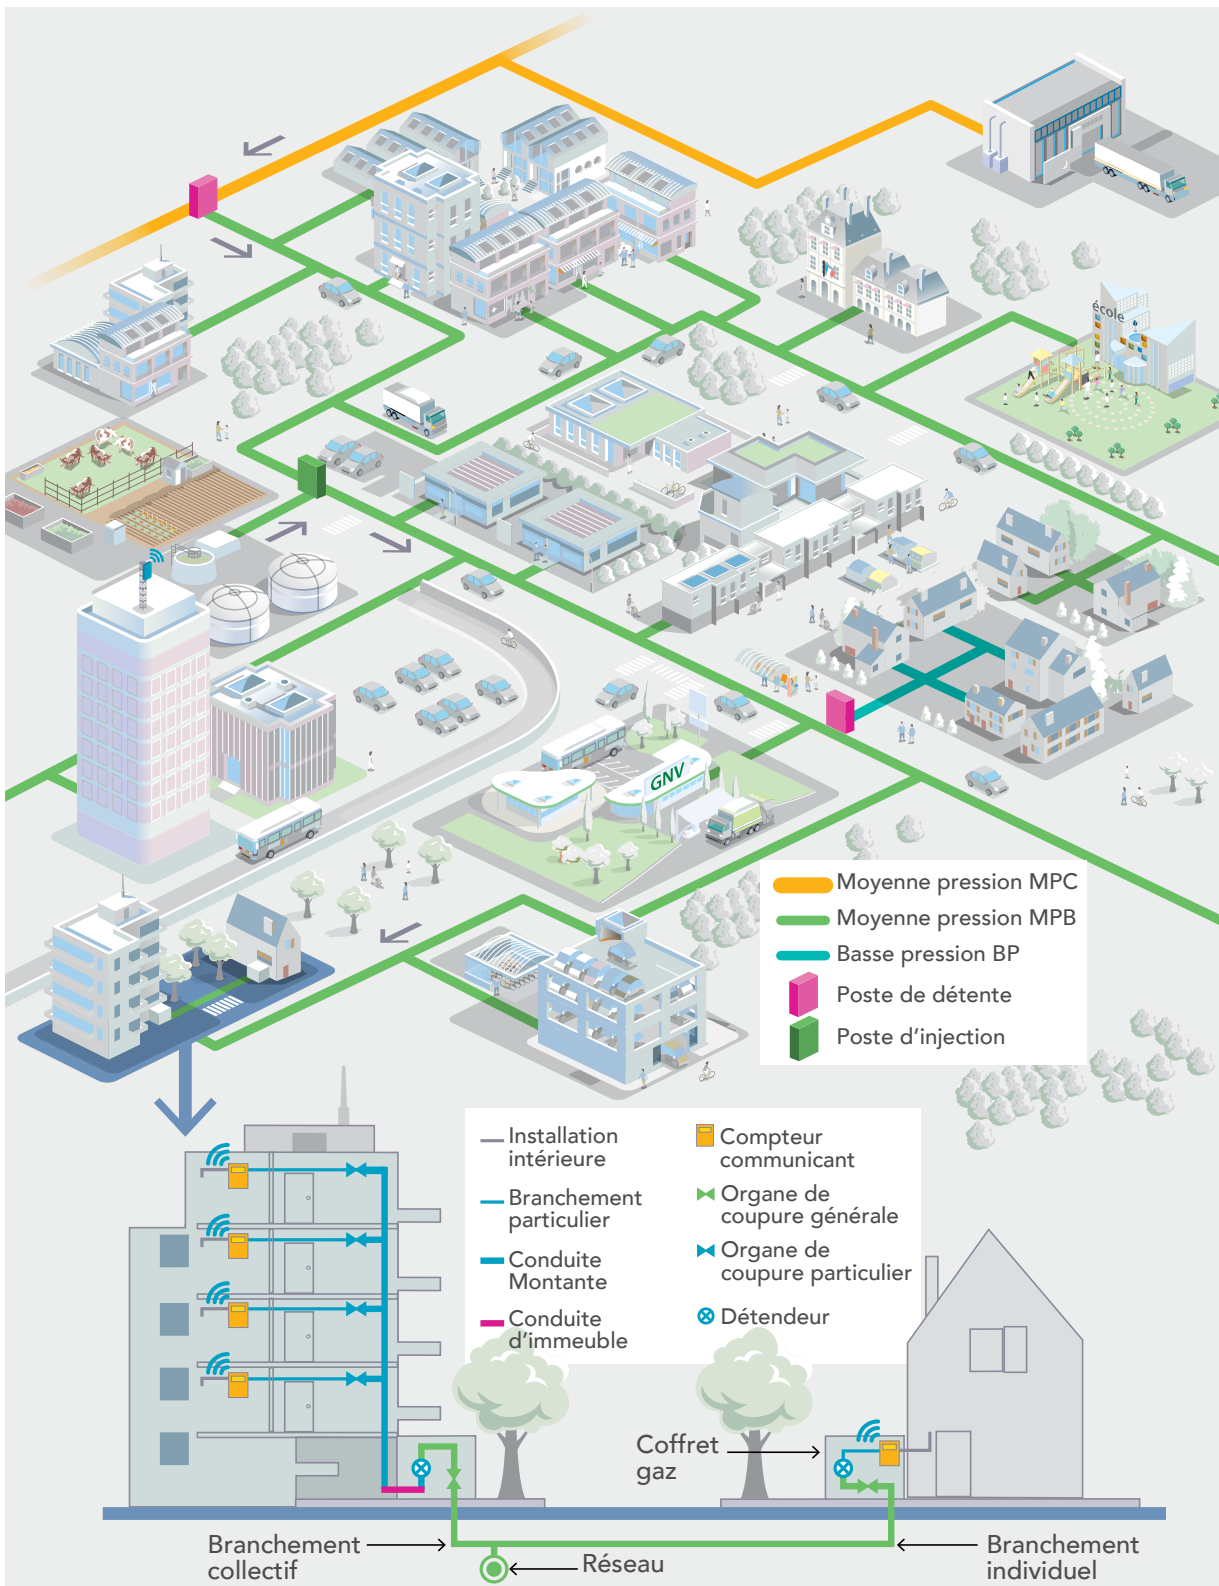 école
GNV
Moyenne pression MPC
Moyenne pression MPB
Basse pression BP
Poste de détente
Poste d'injection
Installation
intérieure
Branchement
particulier
Conduite
Montante
Conduite
d'immeuble
Compteur
communicant
Organe de
coupure générale
Organe de
coupure particulier
Détendeur
Coffret
gaz
Branchement
collectif
Réseau
Branchement
individuel